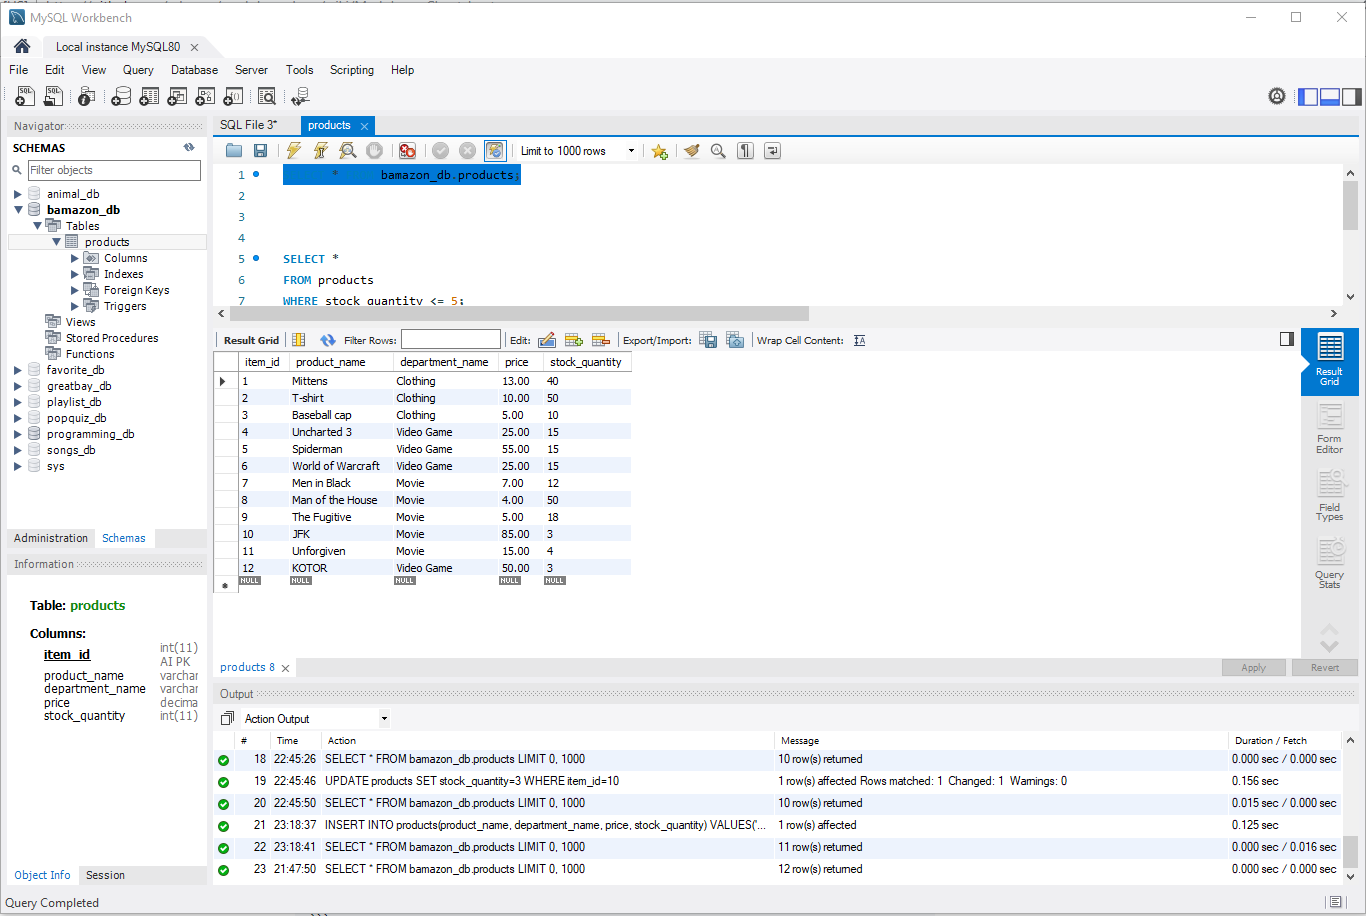 MySQL Workbench
Local instance MySQL80
File Edit View Query Database Server Tools Scripting Help
Navigator
SCHEMAS
Filter objects
animal_db
bamazon_db
Tables
products
Columns
Indexes
Foreign Keys
Triggers
Views
Stored Procedures
Functions
favorite_db
greatbay_db
playlist_db
popquiz_db
programming_db
songs_db
sys
Administration Schemas
Information
Table: products
Columns:
item_id int(11)
AI PK
product_name varchar
department_name varchar
price decima
stock_quantity int(11)
Object Info Session
SQL File 3* products
Limit to 1000 rows
1 * bamazon_db.products;
2
3
4
5 SELECT *
6 FROM products
7 WHERE stock_quantity <= 5;
Result Grid Filter Rows: Edit: Export/Import: Wrap Cell Content:
item_id product_name department_name price stock_quantity
1 Mittens Clothing 13.00 40
2 T-shirt Clothing 10.00 50
3 Baseball cap Clothing 5.00 10
4 Uncharted 3 Video Game 25.00 15
5 Spiderman Video Game 55.00 15
6 World of Warcraft Video Game 25.00 15
7 Men in Black Movie 7.00 12
8 Man of the House Movie 4.00 50
9 The Fugitive Movie 5.00 18
10 JFK Movie 85.00 3
11 Unforgiven Movie 15.00 4
12 KOTOR Video Game 50.00 3
NULL NULL NULL NULL NULL
Result
Grid
Form
Editor
Field
Types
Query
Stats
products 8
Apply Revert
Output
Action Output
# Time Action Message Duration / Fetch
18 22:45:26 SELECT * FROM bamazon_db.products LIMIT 0, 1000 10 row(s) returned 0.000 sec / 0.000 sec
19 22:45:46 UPDATE products SET stock_quantity=3 WHERE item_id=10 1 row(s) affected Rows matched: 1 Changed: 1 Warnings: 0 0.156 sec
20 22:45:50 SELECT * FROM bamazon_db.products LIMIT 0, 1000 10 row(s) returned 0.015 sec / 0.000 sec
21 23:18:37 INSERT INTO products(product_name, department_name, price, stock_quantity) VALUES('... 1 row(s) affected 0.125 sec
22 23:18:41 SELECT * FROM bamazon_db.products LIMIT 0, 1000 11 row(s) returned 0.000 sec / 0.016 sec
23 21:47:50 SELECT * FROM bamazon_db.products LIMIT 0, 1000 12 row(s) returned 0.000 sec / 0.000 sec
Query Completed